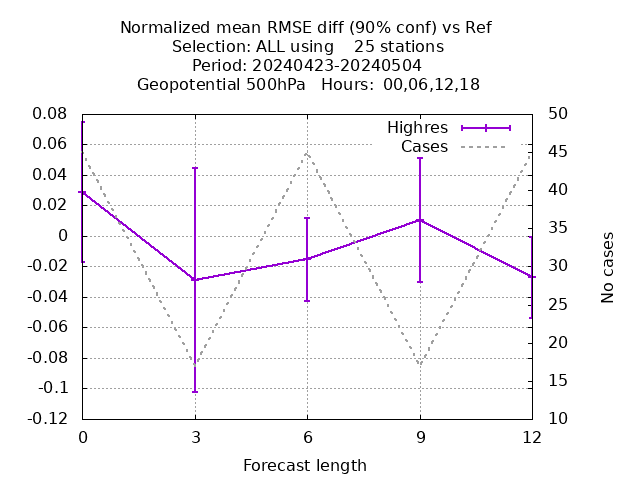 Normalized mean RMSE diff (90% conf) vs Ref
Selection: ALL using    25 stations
Period: 20240423-20240504
Geopotential 500hPa   Hours:  00,06,12,18
Highres
Cases
0.08
0.06
0.04
0.02
0
-0.02
-0.04
-0.06
-0.08
-0.1
-0.12
50
45
40
35
30
25
20
15
10
No cases
0 3 6 9 12
Forecast length